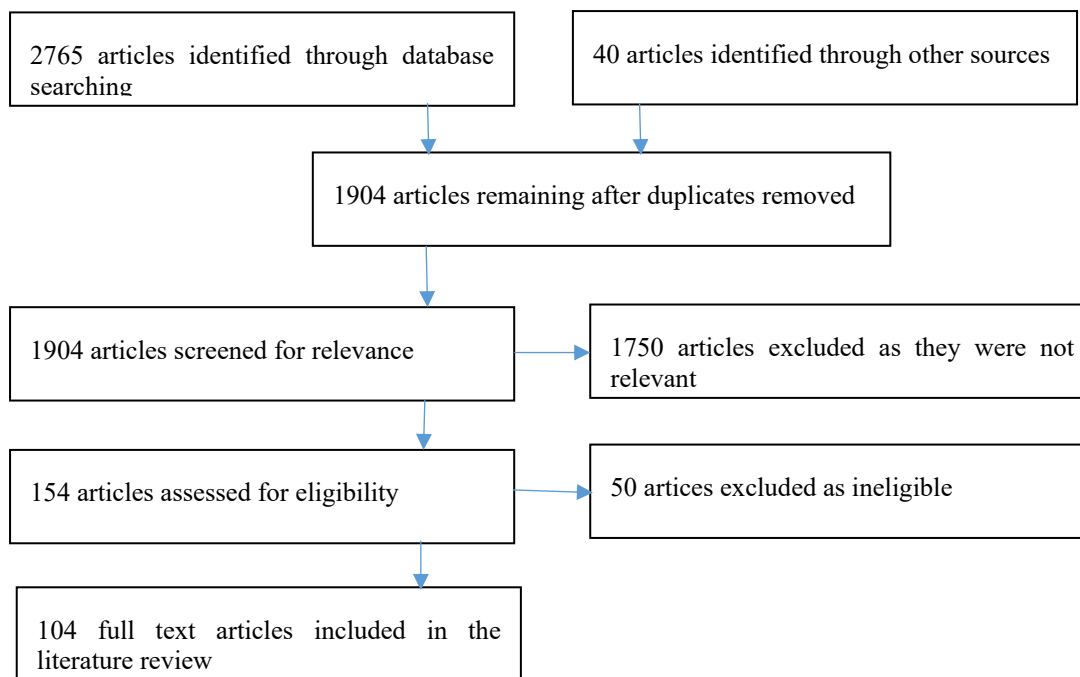 2765 articles identified through database
searching
40 articles identified through other sources
1904 articles remaining after duplicates removed
1904 articles screened for relevance
1750 articles excluded as they were not
relevant
154 articles assessed for eligibility
50 artices excluded as ineligible
104 full text articles included in the
literature review